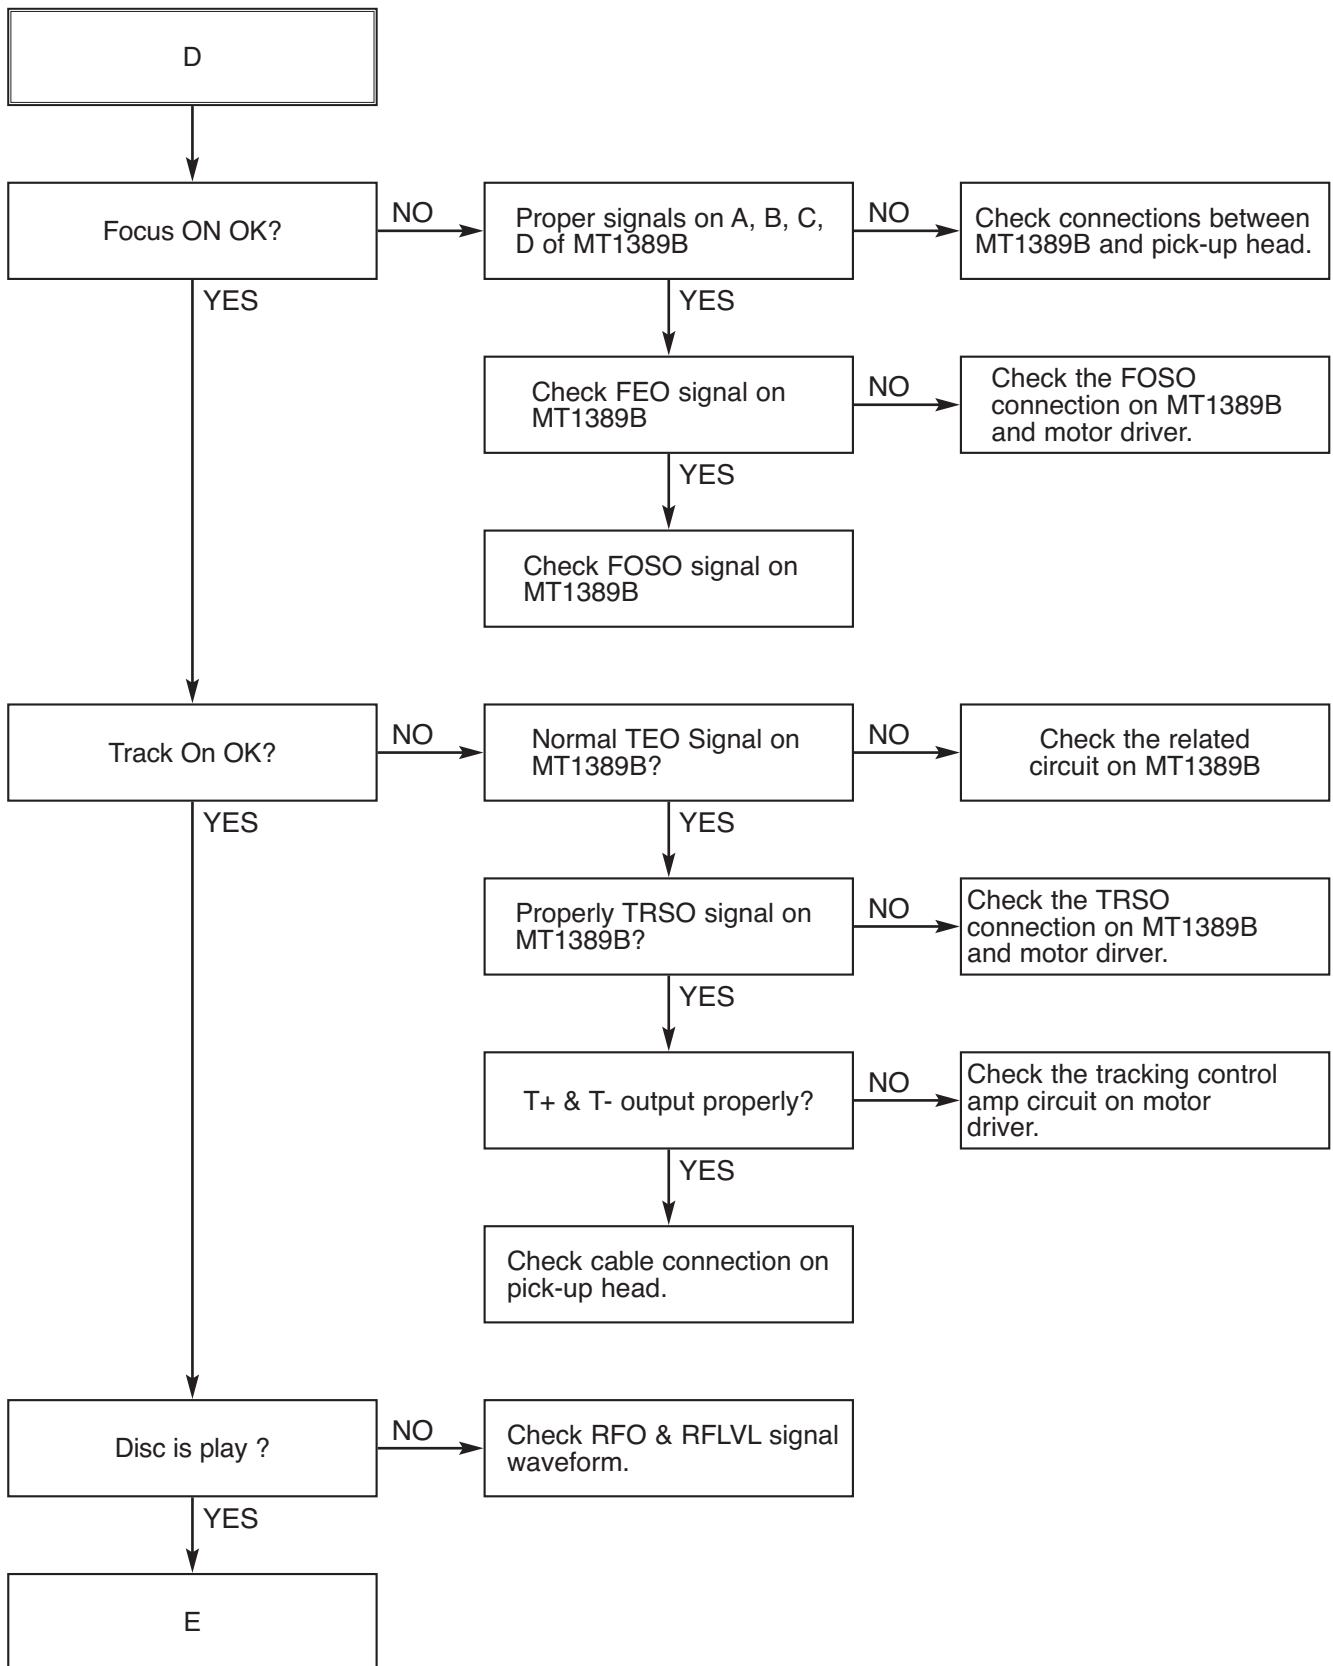 D
Focus ON OK?
NO
Proper signals on A, B, C,
D of MT1389B
NO
Check connections between
MT1389B and pick-up head.
YES
YES
Check FEO signal on
MT1389B
NO
Check the FOSO
connection on MT1389B
and motor driver.
YES
Check FOSO signal on
MT1389B
Track On OK?
NO
Normal TEO Signal on
MT1389B?
NO
Check the related
circuit on MT1389B
YES
YES
Properly TRSO signal on
MT1389B?
NO
Check the TRSO
connection on MT1389B
and motor dirver.
YES
T+ & T- output properly?
NO
Check the tracking control
amp circuit on motor
driver.
YES
Check cable connection on
pick-up head.
Disc is play ?
NO
Check RFO & RFLVL signal
waveform.
YES
E